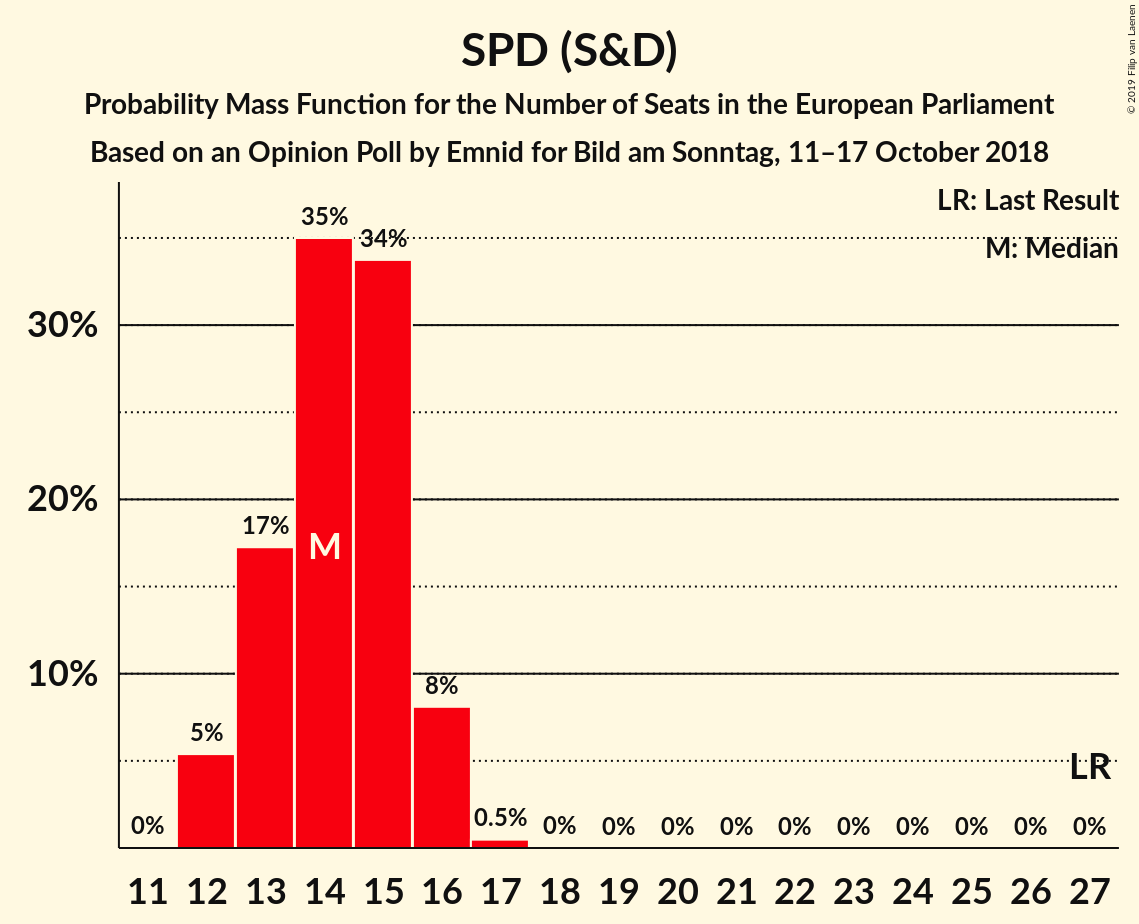 SPD (S&D)
Probability Mass Function for the Number of Seats in the European Parliament
Based on an Opinion Poll by Emnid for Bild am Sonntag, 11–17 October 2018
© 2019 Filip van Laenen
LR: Last Result
M: Median
30%
20%
10%
0%
5%
17%
35%
34%
8%
0.5%
0%
0%
0%
0%
0%
0%
0%
0%
0%
0%
M
LR
11 12 13 14 15 16 17 18 19 20 21 22 23 24 25 26 27